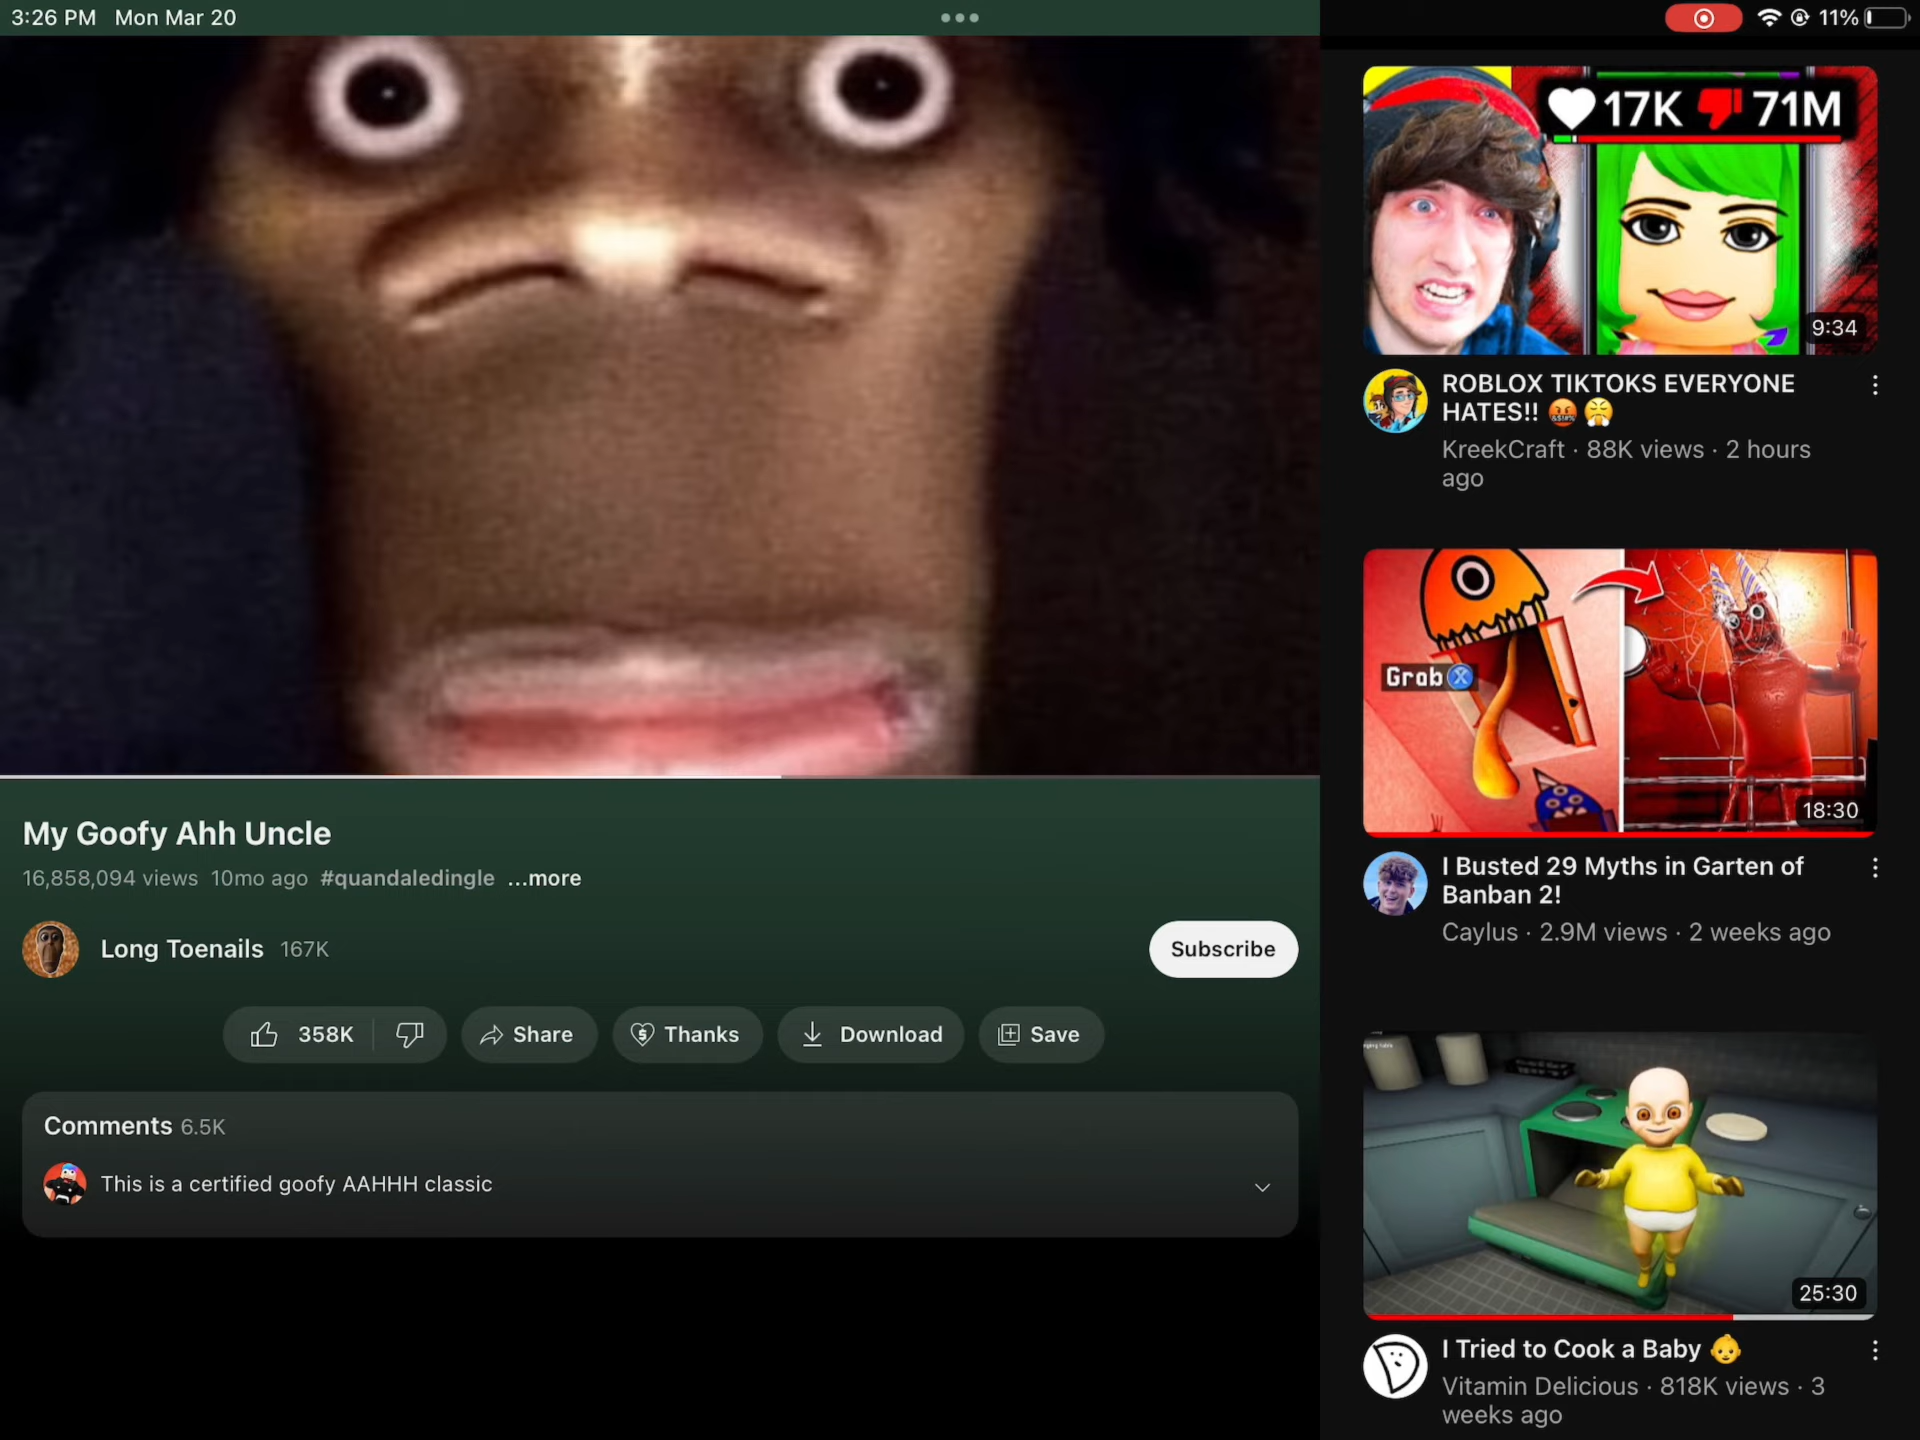 3:26 PM Mon Mar 20
11%
My Goofy Ahh Uncle
16,858,094 views 10mo ago #quandaledingle ...more
Long Toenails 167K
Subscribe
358K
Share
Thanks
Download
Save
Comments 6.5K
This is a certified goofy AAHHH classic
17K 71M
9:34
ROBLOX TIKTOKS EVERYONE
HATES!! 🤬 😤
KreekCraft · 88K views · 2 hours
ago
Grab X
18:30
I Busted 29 Myths in Garten of
Banban 2!
Caylus · 2.9M views · 2 weeks ago
25:30
I Tried to Cook a Baby 👶
Vitamin Delicious · 818K views · 3
weeks ago